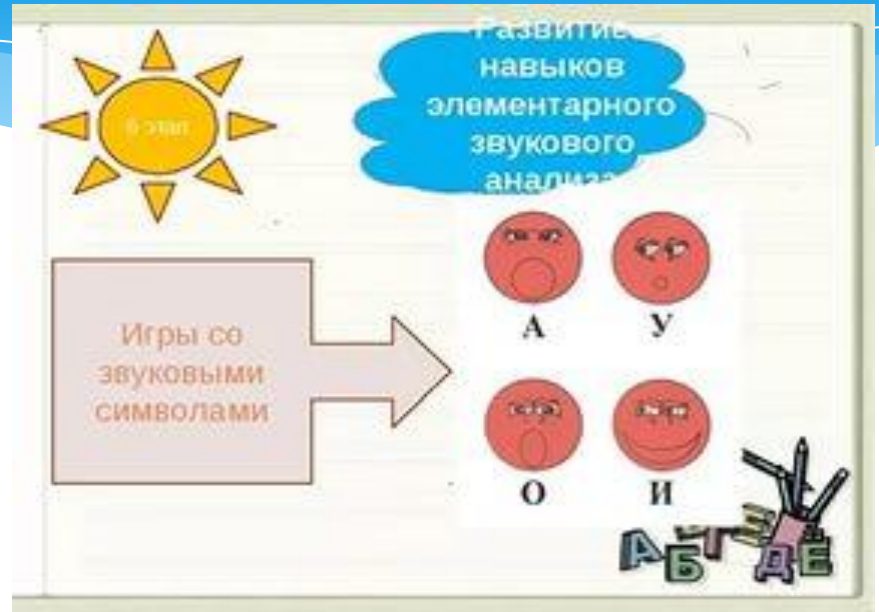 6 этап
Развитие
навыков
элементарного
звукового
анализа
Игры со
звуковыми
символами
А У
О И
А Б Г Е Д Ё